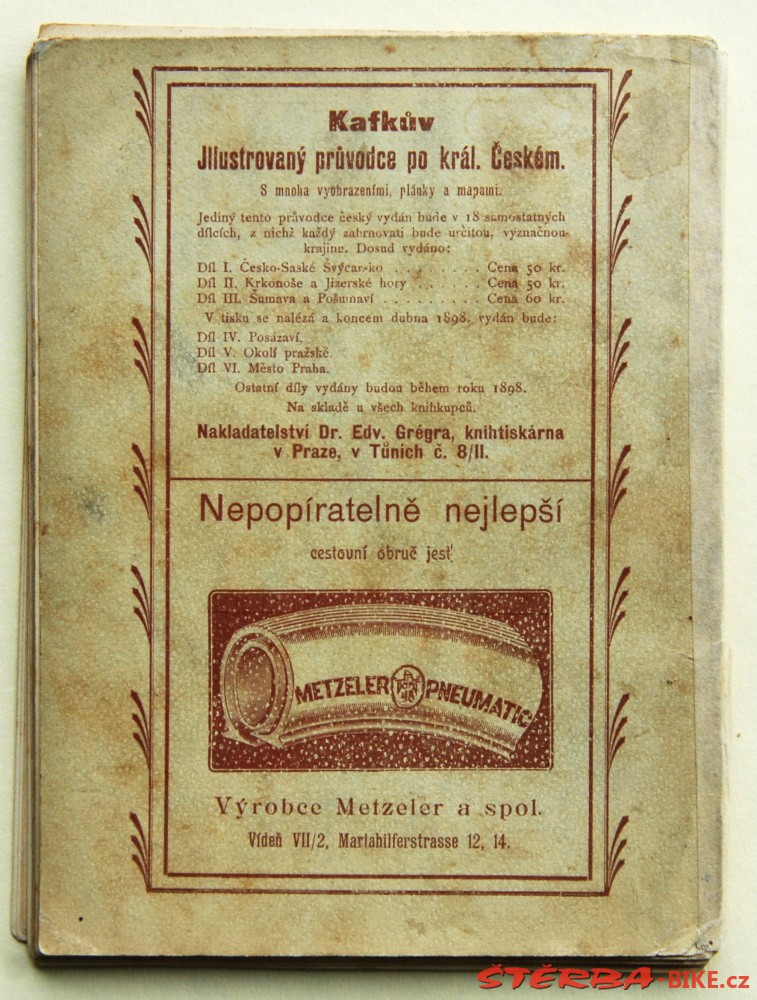 Kafkův
Jllustrovaný průvodce po král. Českém.
S mnoha vyobrazeními, plánky a mapami.
Jediný tento průvodce český vydán bude v 18 samostatných
dílcích, z nichž každý zahrnovati bude určitou, význačnou
krajinu. Dosud vydáno:
Díl I. Česko-Saské Švýcarsko . . . . . . . . Cena 50 kr.
Díl II. Krkonoše a Jizerské hory . . . . . . Cena 50 kr.
Díl III. Šumava a Pošumaví . . . . . . . . . Cena 60 kr.
V tisku se nalézá a koncem dubna 1898. vydán bude:
Díl IV. Posázaví.
Díl V. Okolí pražské.
Díl VI. Město Praha.
Ostatní díly vydány budou během roku 1898.
Na skladě u všech knihkupců.
Nakladatelství Dr. Edv. Grégra, knihtiskárna
v Praze, v Tůních č. 8/II.
Nepopíratelně nejlepší
cestovní obruč jesť
METZELER PNEUMATIC
Výrobce Metzeler a spol.
Vídeň VII/2, Mariahilferstrasse 12, 14.
ŠTĚRBA-BIKE.cz